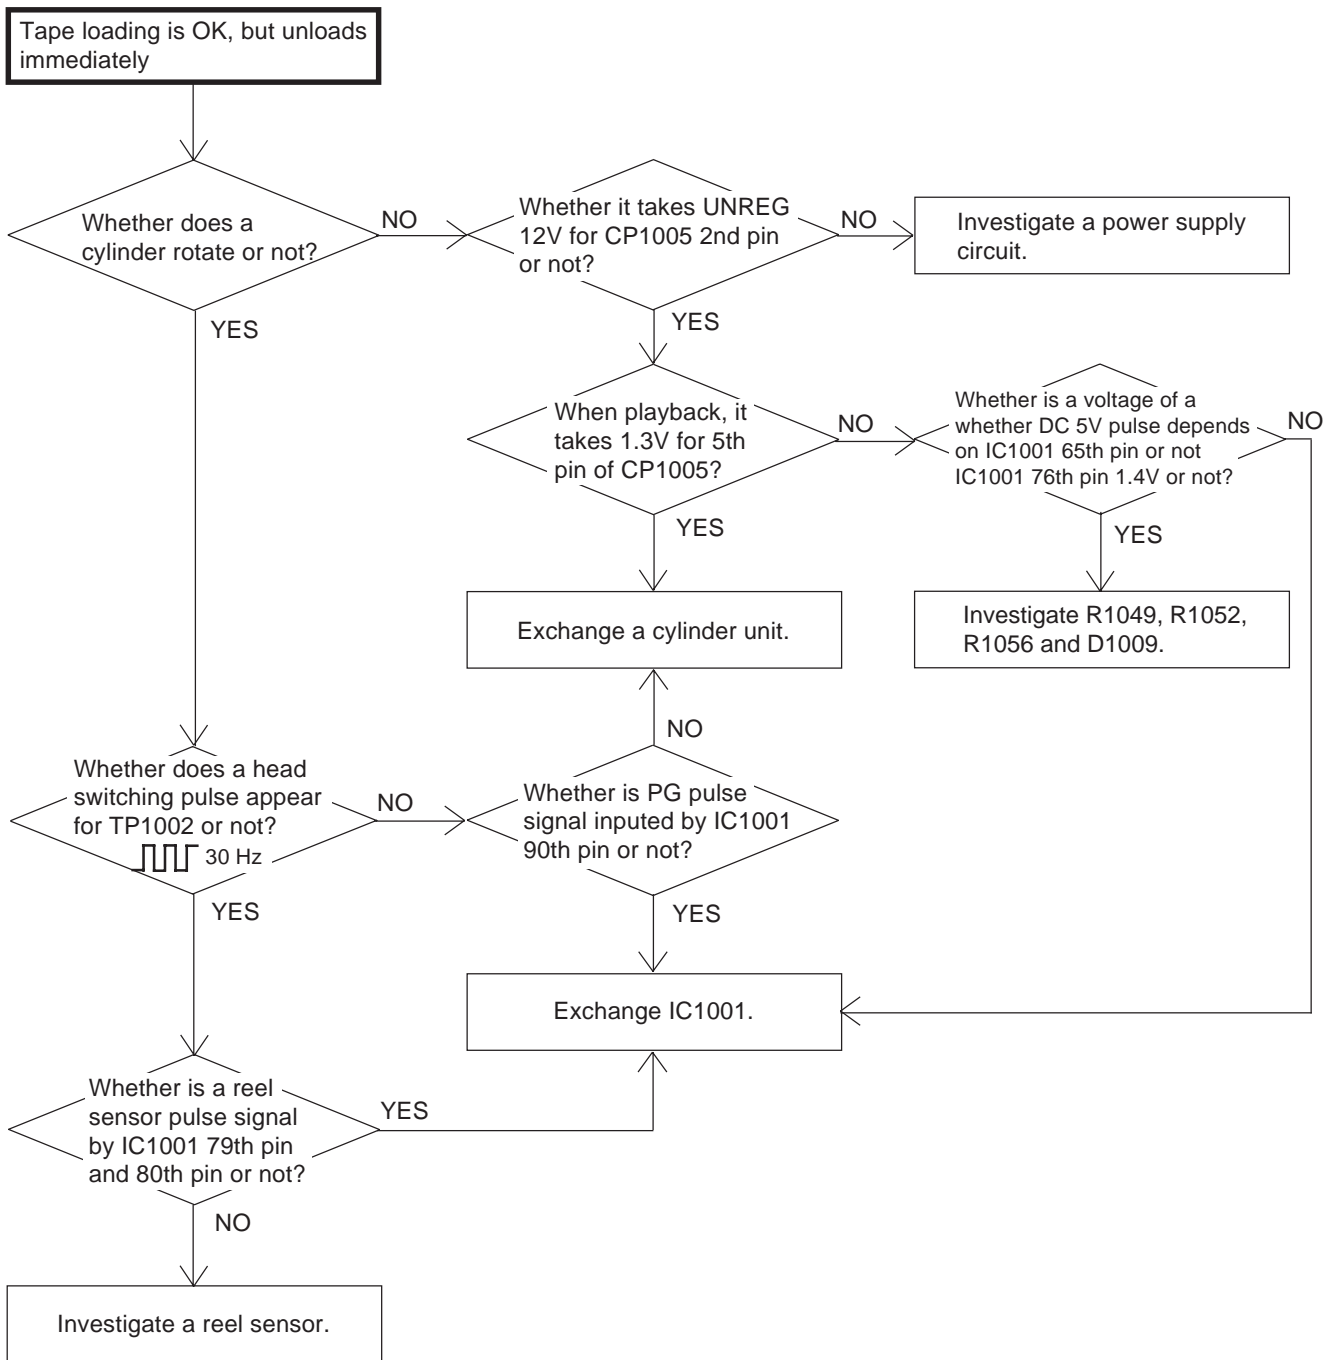 Tape loading is OK, but unloads
immediately
Whether does a
cylinder rotate or not?
NO
Whether it takes UNREG
12V for CP1005 2nd pin
or not?
NO
Investigate a power supply
circuit.
YES
YES
When playback, it
takes 1.3V for 5th
pin of CP1005?
NO
Whether is a voltage of a
whether DC 5V pulse depends
on IC1001 65th pin or not
IC1001 76th pin 1.4V or not?
NO
YES
YES
Exchange a cylinder unit.
Investigate R1049, R1052,
R1056 and D1009.
NO
Whether does a head
switching pulse appear
for TP1002 or not?
30 Hz
NO
Whether is PG pulse
signal inputed by IC1001
90th pin or not?
YES
YES
Exchange IC1001.
Whether is a reel
sensor pulse signal
by IC1001 79th pin
and 80th pin or not?
YES
NO
Investigate a reel sensor.